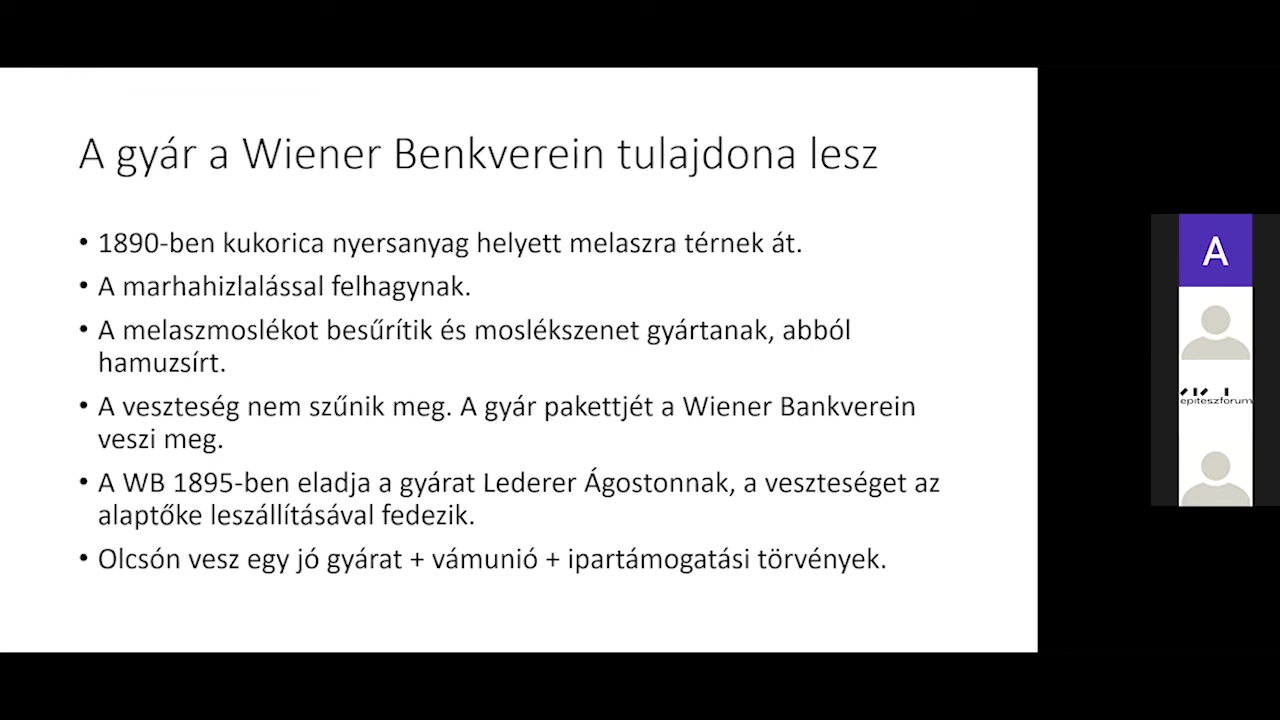 A gyár a Wiener Benkverein tulajdona lesz
• 1890-ben kukorica nyersanyag helyett melaszra térnek át.
• A marhahizlalással felhagynak.
• A melaszmoslékot besűrítik és moslékszenet gyártanak, abból
hamuzsírt.
• A veszteség nem szűnik meg. A gyár pakettjét a Wiener Bankverein
veszi meg.
• A WB 1895-ben eladja a gyárat Lederer Ágostonnak, a veszteséget az
alaptőke leszállításával fedezik.
• Olcsón vesz egy jó gyárat + vámunió + ipartámogatási törvények.
A
epiteszforum